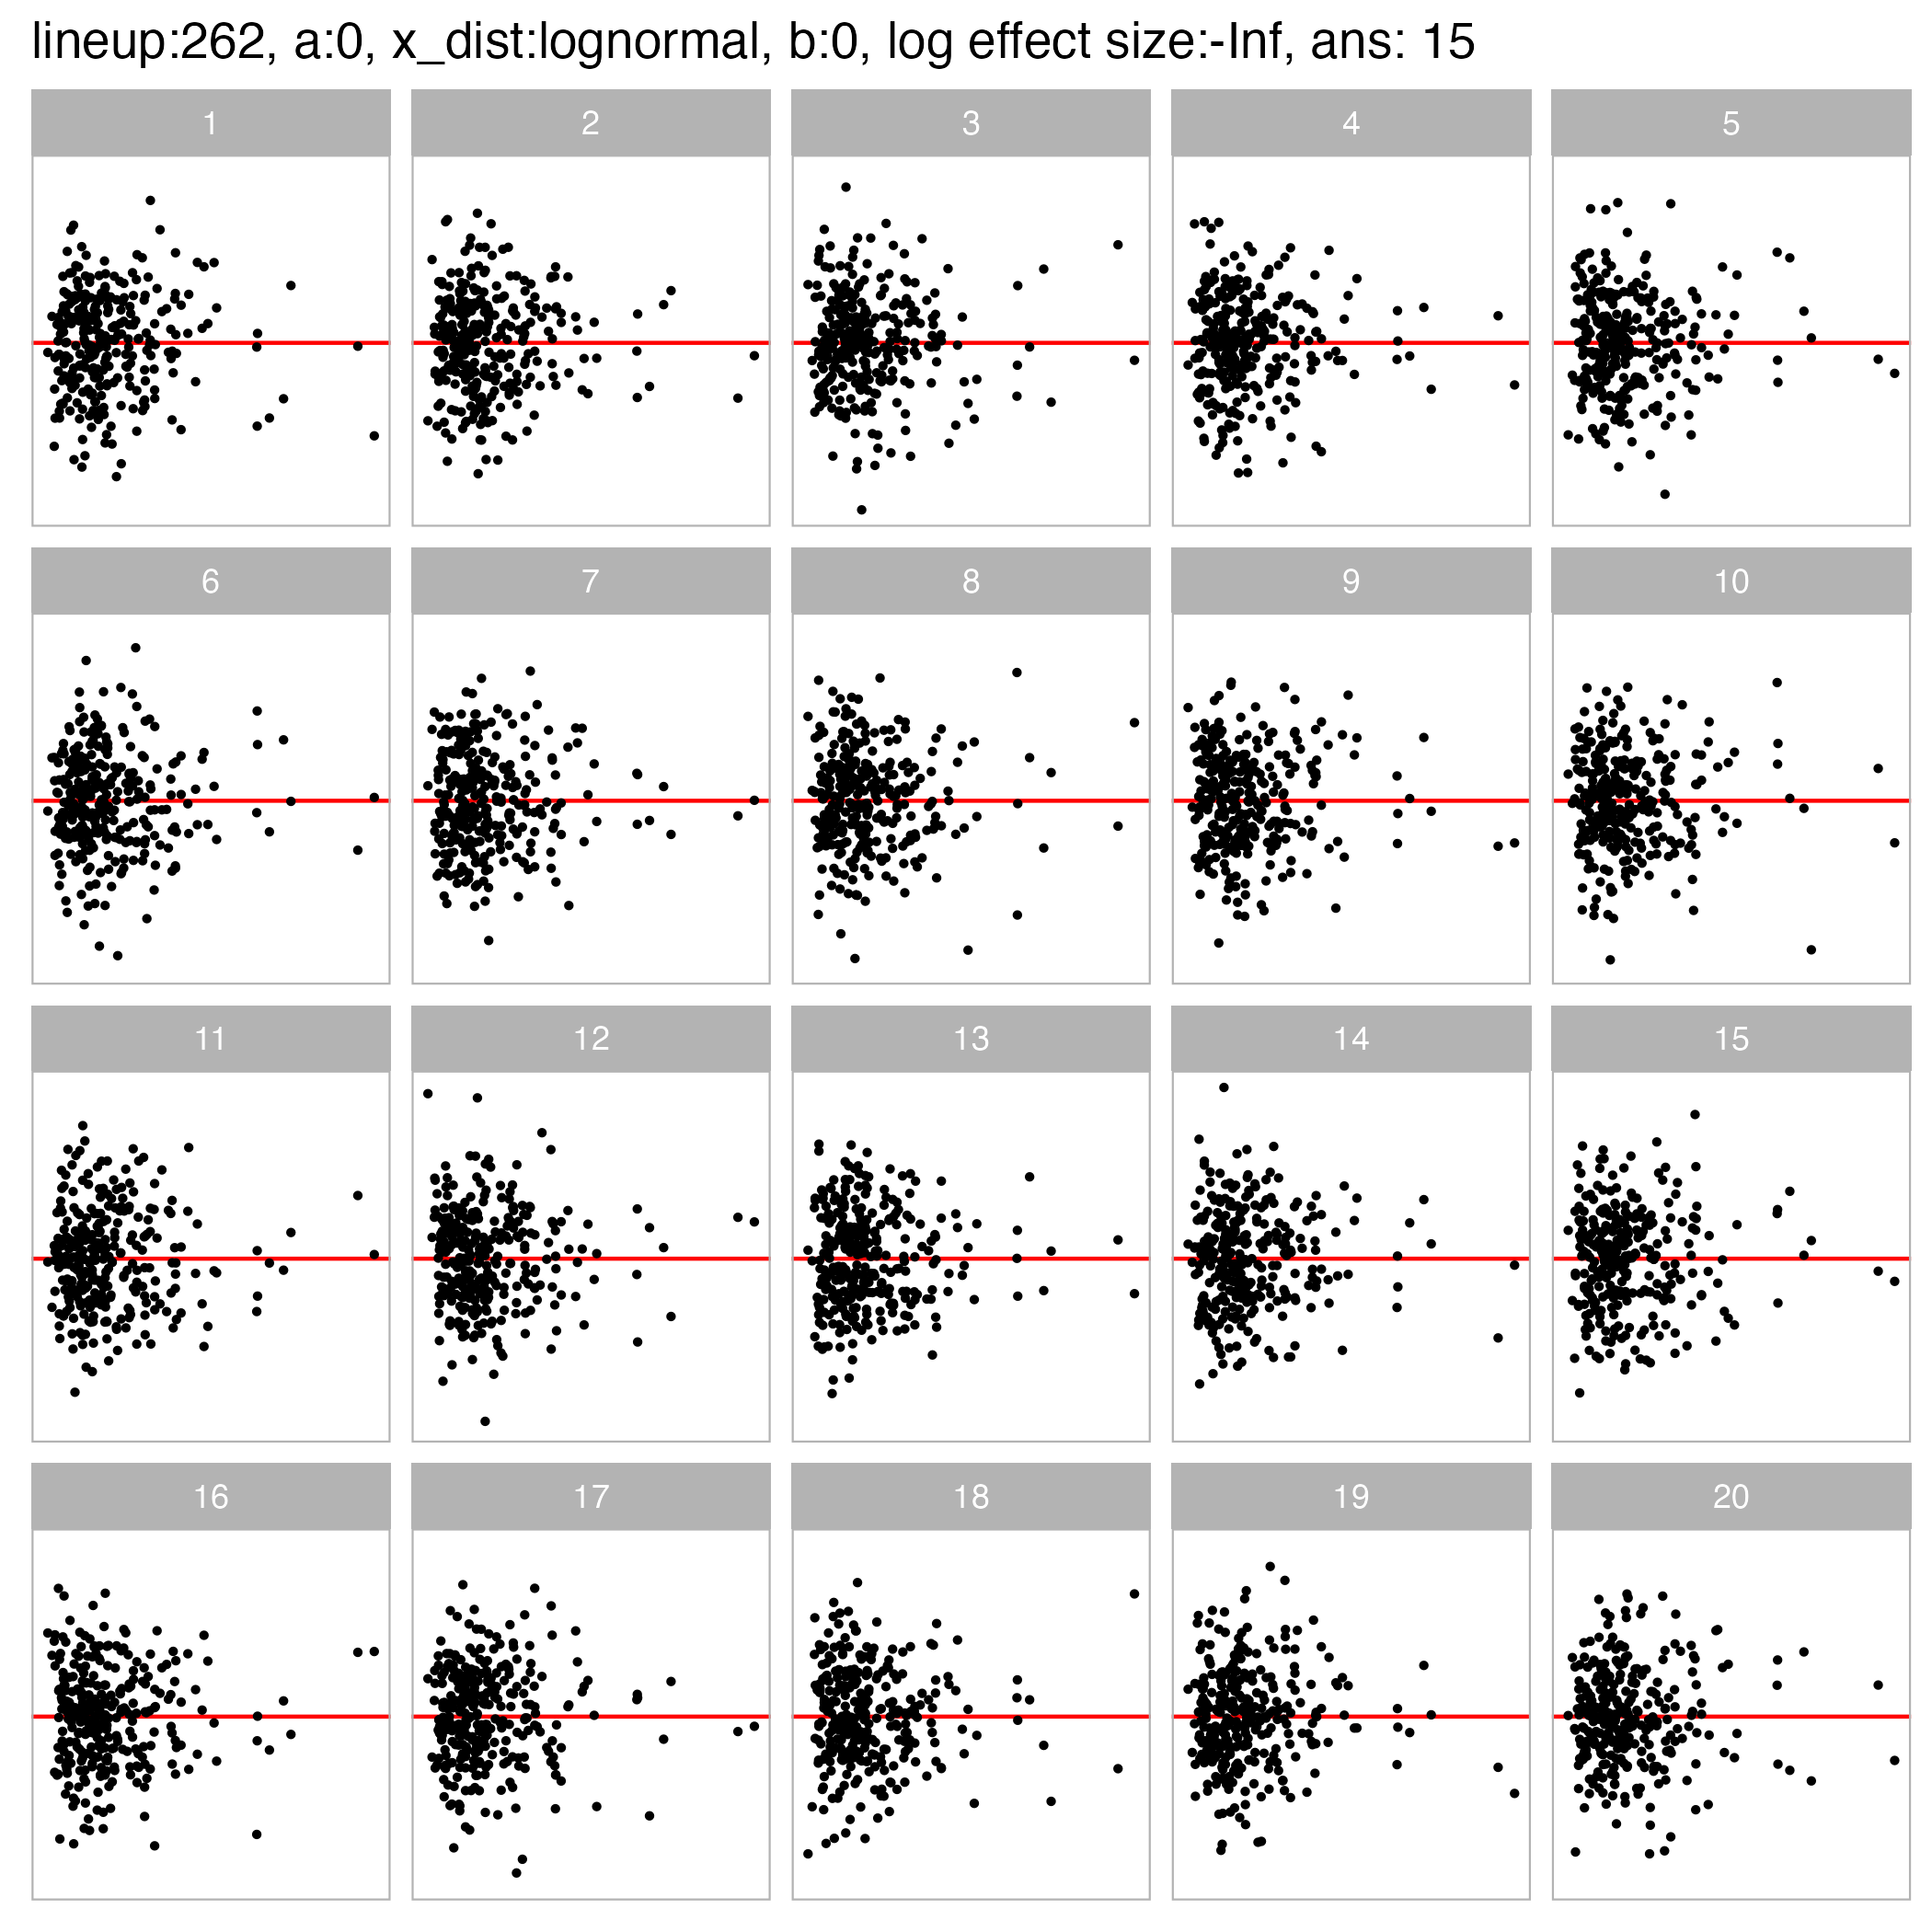 lineup:262, a:0, x_dist:lognormal, b:0, log effect size:-Inf, ans: 15
1 2 3 4 5
6 7 8 9 10
11 12 13 14 15
16 17 18 19 20